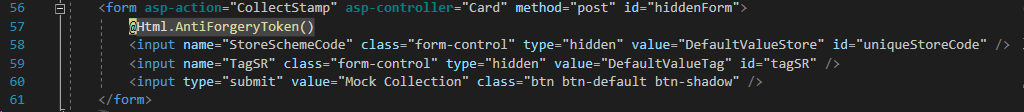 56 <form asp-action="CollectStamp" asp-controller="Card" method="post" id="hiddenForm">
57 @Html.AntiForgeryToken()
58 <input name="StoreSchemeCode" class="form-control" type="hidden" value="DefaultValueStore" id="uniqueStoreCode" />
59 <input name="TagSR" class="form-control" type="hidden" value="DefaultValueTag" id="tagSR" />
60 <input type="submit" value="Mock Collection" class="btn btn-default btn-shadow" />
61 </form>